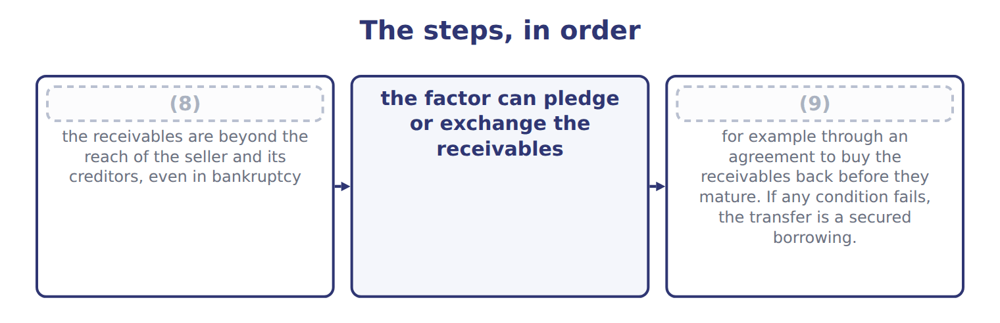 The steps, in order
(8)
the receivables are beyond the
reach of the seller and its
creditors, even in bankruptcy
the factor can pledge
or exchange the
receivables
(9)
for example through an
agreement to buy the
receivables back before they
mature. If any condition fails,
the transfer is a secured
borrowing.